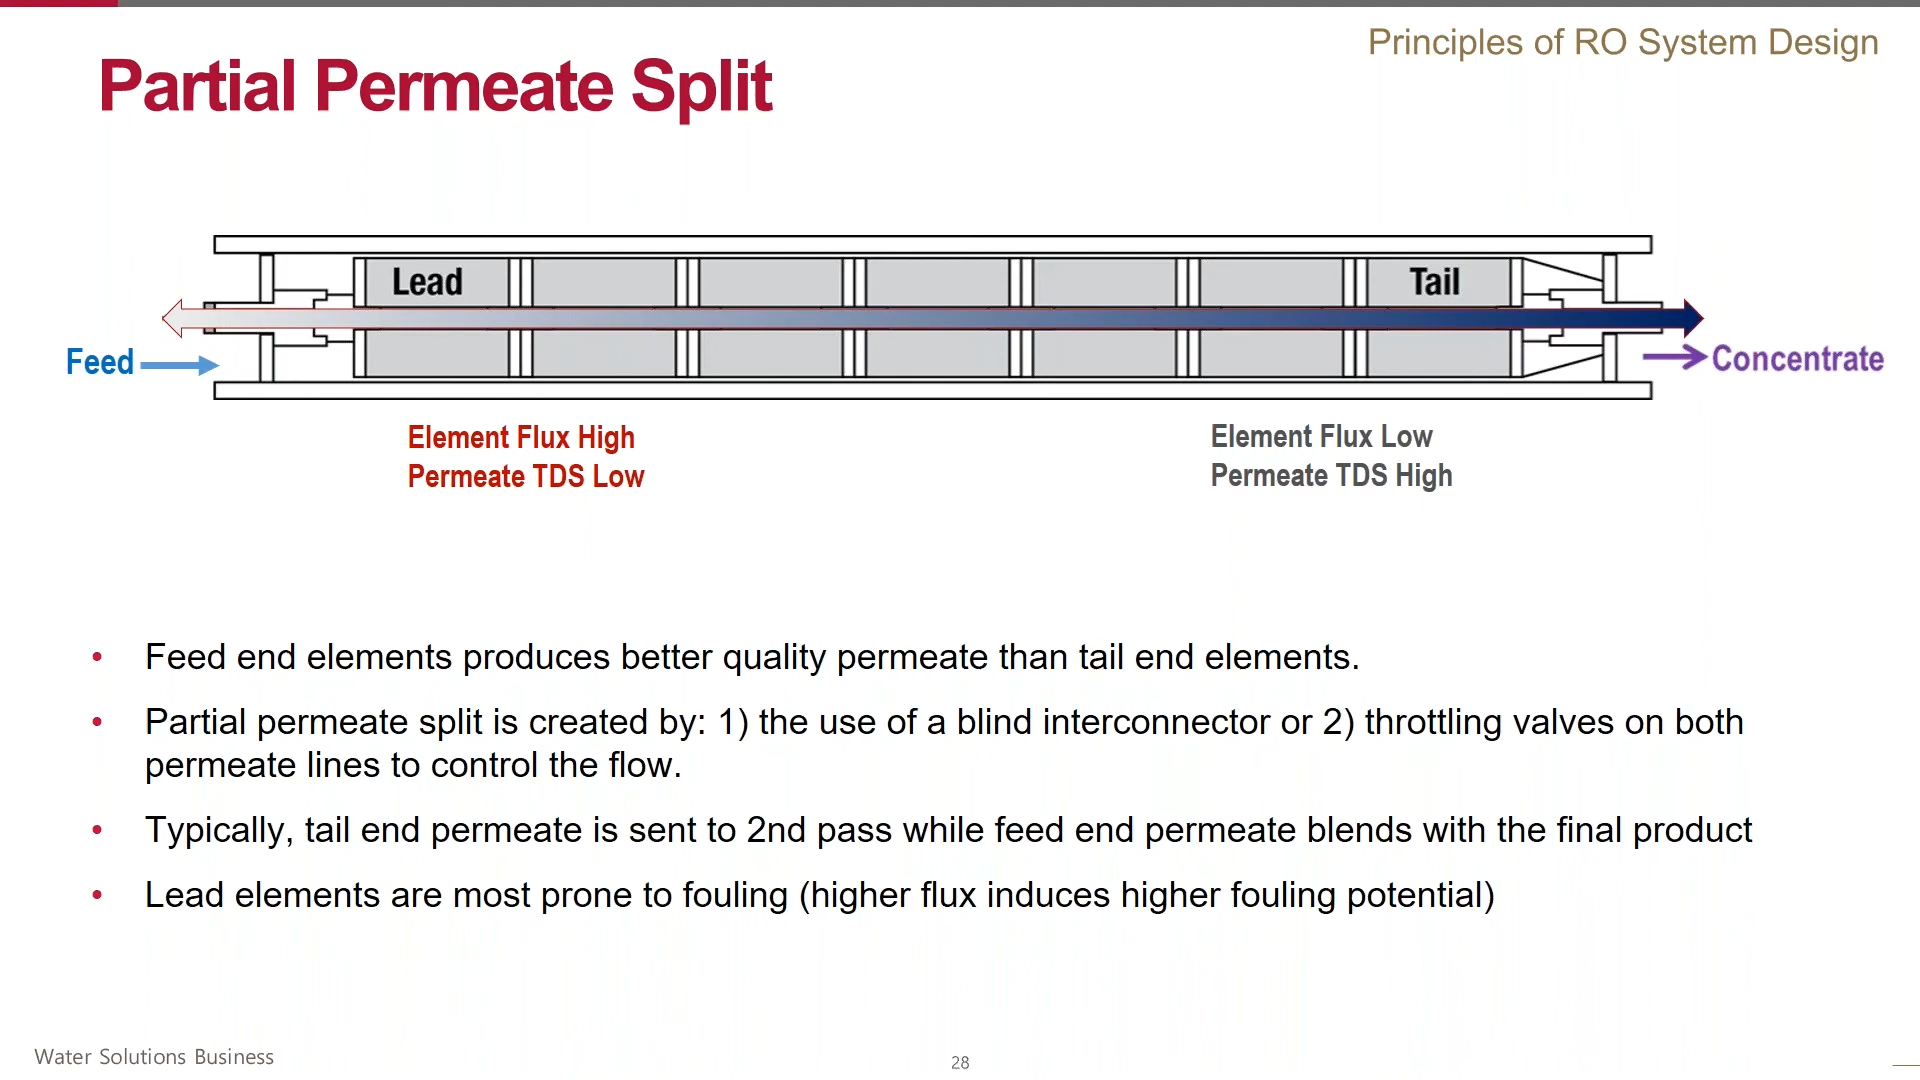 Principles of RO System Design
Partial Permeate Split
Lead
Tail
Feed
Concentrate
Element Flux High
Permeate TDS Low
Element Flux Low
Permeate TDS High
• Feed end elements produces better quality permeate than tail end elements.
• Partial permeate split is created by: 1) the use of a blind interconnector or 2) throttling valves on both
permeate lines to control the flow.
• Typically, tail end permeate is sent to 2nd pass while feed end permeate blends with the final product
• Lead elements are most prone to fouling (higher flux induces higher fouling potential)
Water Solutions Business
28